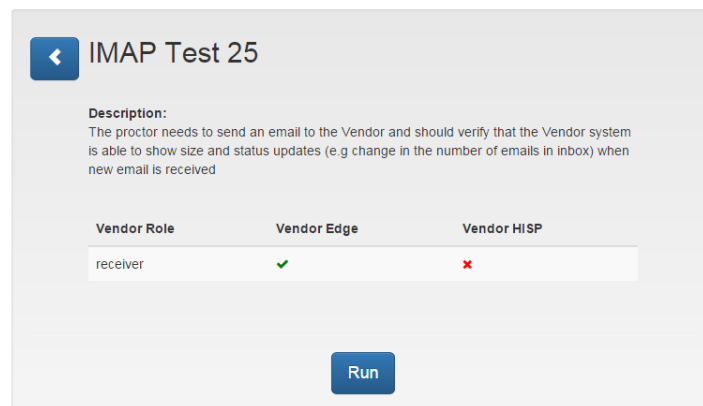 IMAP Test 25
Description:
The proctor needs to send an email to the Vendor and should verify that the Vendor system
is able to show size and status updates (e.g change in the number of emails in inbox) when
new email is received
Vendor Role Vendor Edge Vendor HISP
receiver
Run